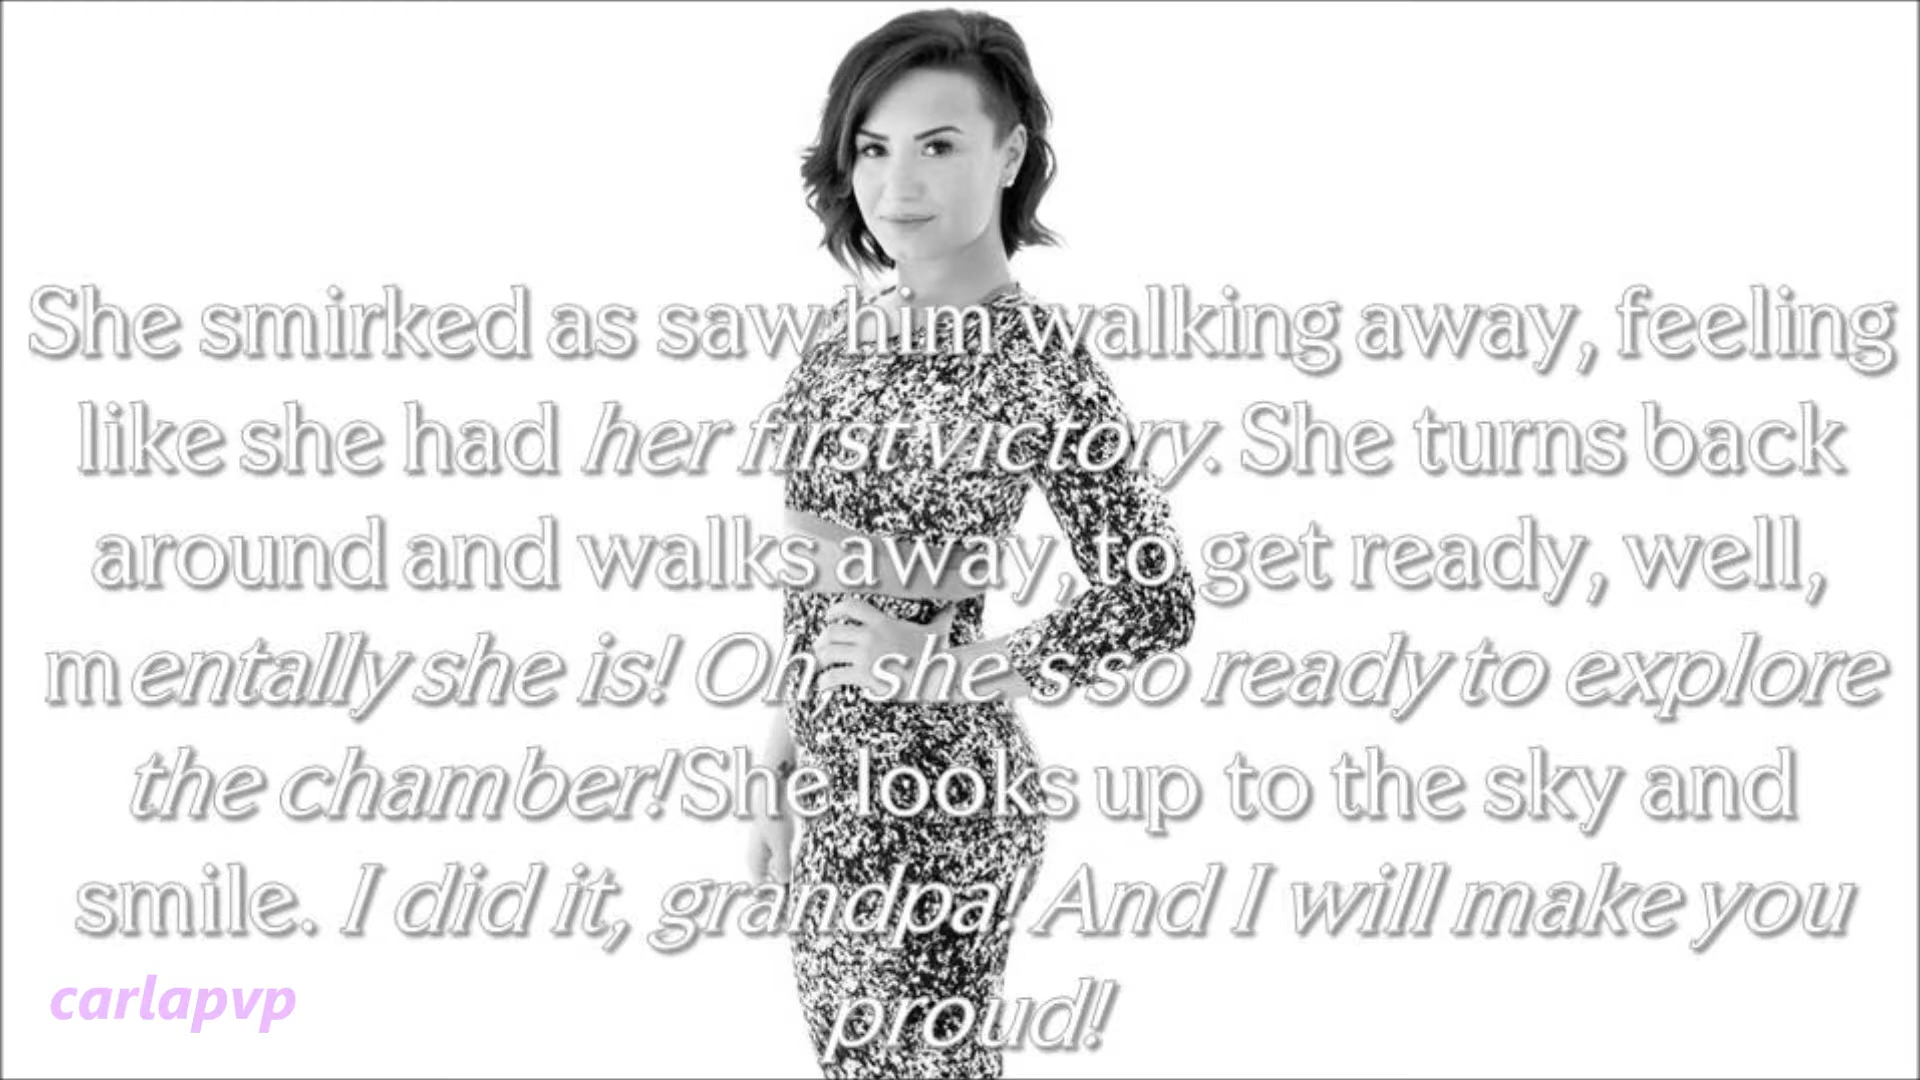 She smirked as saw him walking away, feeling
like she had her first victory. She turns back
around and walks away, to get ready, well,
mentally she is! Oh, she's so ready to explore
the chamber! She looks up to the sky and
smile. I did it, grandpa! And I will make you
proud!
carlapvp